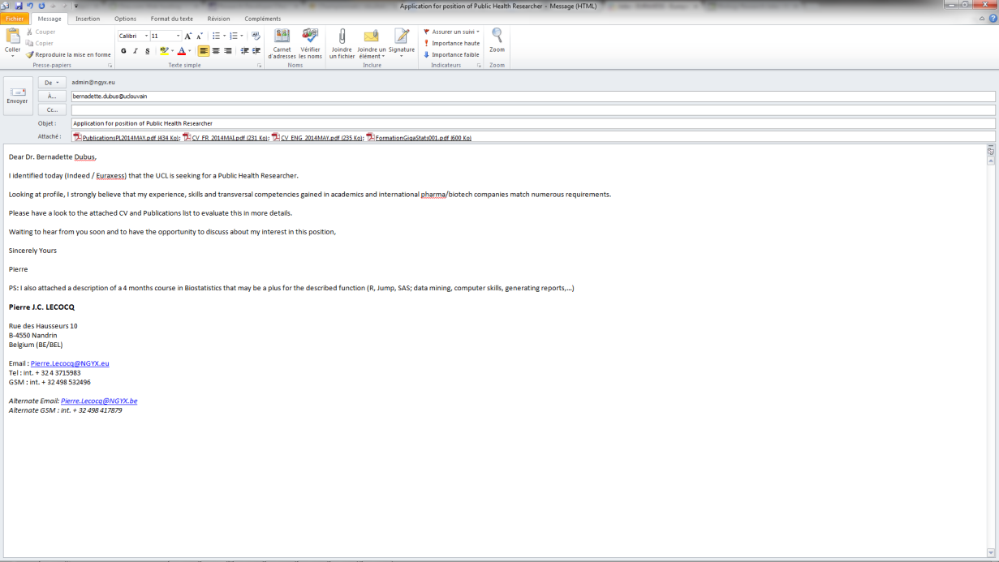 Application for position of Public Health Researcher - Message (HTML)
Fichier Message Insertion Options Format du texte Révision Compléments
Coller
Couper
Copier
Reproduire la mise en forme
Presse-papiers
Calibri 11
G I S
Texte simple
Carnet d'adresses
Vérifier les noms
Noms
Joindre un fichier
Joindre un élément
Signature
Inclure
Assurer un suivi
Importance haute
Importance faible
Indicateurs
Zoom
Zoom
Envoyer
De admin@ngyx.eu
À... bernadette.dubus@uclouvain
Cc...
Objet : Application for position of Public Health Researcher
Attaché : PublicationsPL2014MAY.pdf (434 Ko); CV_FR_2014MAI.pdf (231 Ko); CV_ENG_2014MAY.pdf (235 Ko); FormationGigaStats001.pdf (600 Ko)
Dear Dr. Bernadette Dubus,
I identified today (Indeed / Euraxess) that the UCL is seeking for a Public Health Researcher.
Looking at profile, I strongly believe that my experience, skills and transversal competencies gained in academics and international pharma/biotech companies match numerous requirements.
Please have a look to the attached CV and Publications list to evaluate this in more details.
Waiting to hear from you soon and to have the opportunity to discuss about my interest in this position,
Sincerely Yours
Pierre
PS: I also attached a description of a 4 months course in Biostatistics that may be a plus for the described function (R, Jump, SAS; data mining, computer skills, generating reports,...)
Pierre J.C. LECOCQ
Rue des Hausseurs 10
B-4550 Nandrin
Belgium (BE/BEL)
Email : Pierre.Lecocq@NGYX.eu
Tel : int. + 32 4 3715983
GSM : int. + 32 498 532496
Alternate Email: Pierre.Lecocq@NGYX.be
Alternate GSM : int. + 32 498 417879